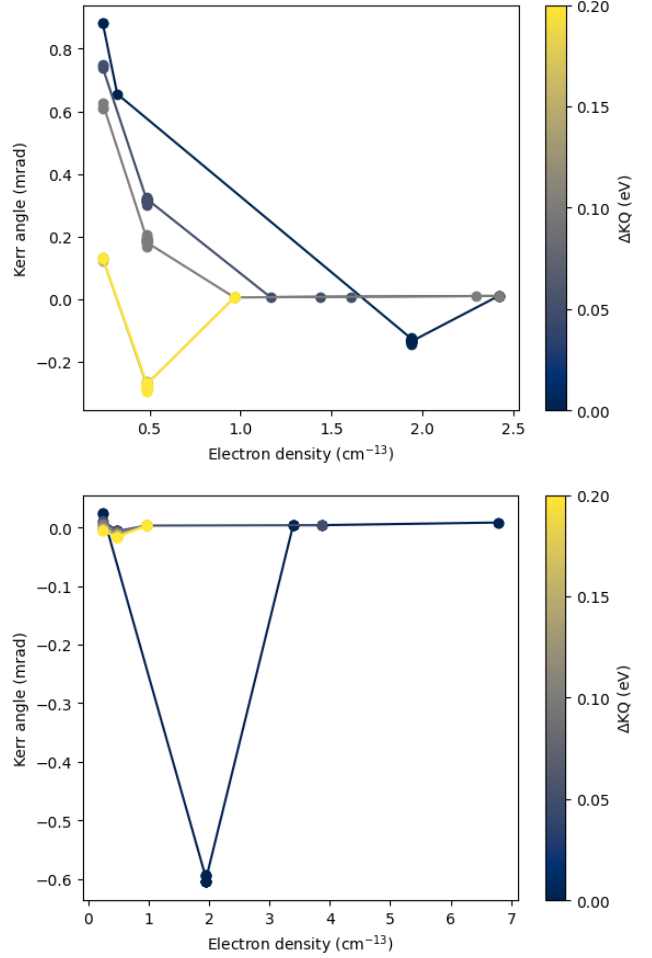 0.8
0.6
0.4
0.2
0.0
−0.2
Kerr angle (mrad)
0.5 1.0 1.5 2.0 2.5
Electron density (cm⁻¹³)
0.20
0.15
0.10
0.05
0.00
ΔKQ (eV)
0.0
−0.1
−0.2
−0.3
−0.4
−0.5
−0.6
Kerr angle (mrad)
0 1 2 3 4 5 6 7
Electron density (cm⁻¹³)
0.20
0.15
0.10
0.05
0.00
ΔKQ (eV)